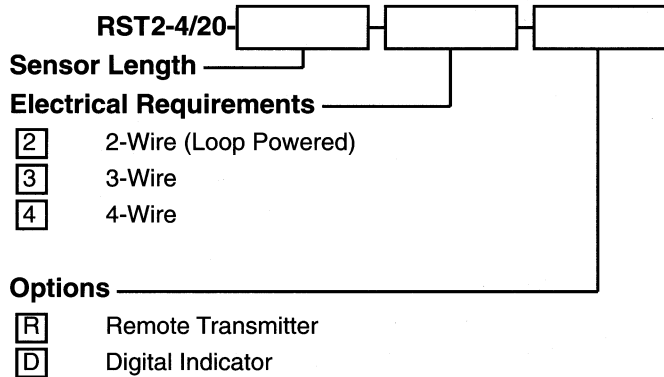 RST2-4/20-
Sensor Length
Electrical Requirements
2 2-Wire (Loop Powered)
3 3-Wire
4 4-Wire
Options
R Remote Transmitter
D Digital Indicator